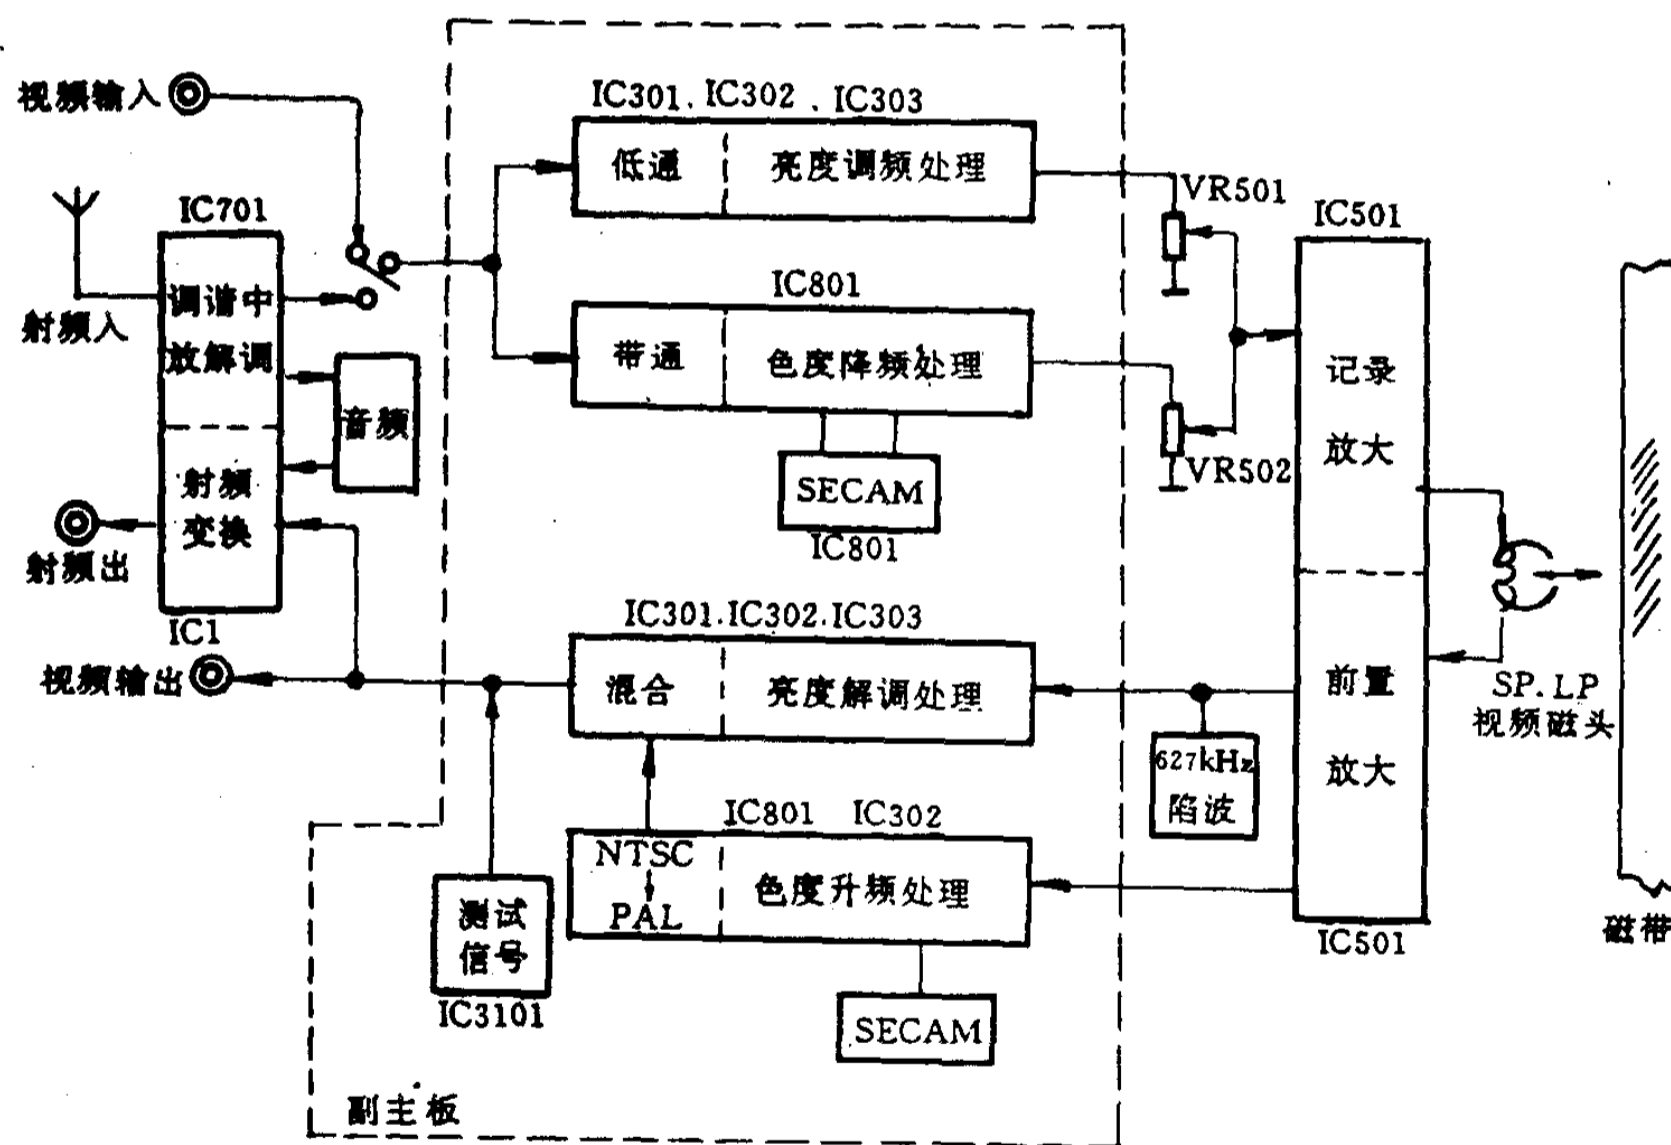 视频输入
IC301. IC302 . IC303
低通
亮度调频处理
VR501
IC701
IC501
调谐中
放解调
射频入
IC801
带通
色度降频处理
记录
放大
音频
VR502
SECAM
IC801
射频
变换
射频出
IC1
IC301.IC302.IC303
视频输出
混合
亮度解调处理
前置
放大
SP.LP
视频磁头
627kHz
陷波
IC801 IC302
NTSC
PAL
色度升频处理
测试
信号
IC3101
SECAM
IC501
磁带
副主板